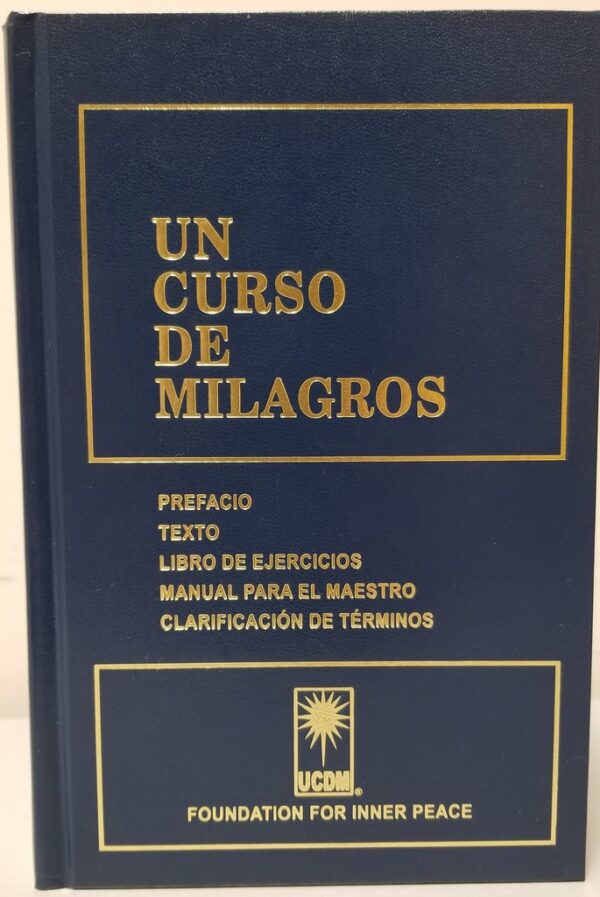 UN
CURSO
DE
MILAGROS
PREFACIO
TEXTO
LIBRO DE EJERCICIOS
MANUAL PARA EL MAESTRO
CLARIFICACIÓN DE TÉRMINOS
UCDM®
FOUNDATION FOR INNER PEACE